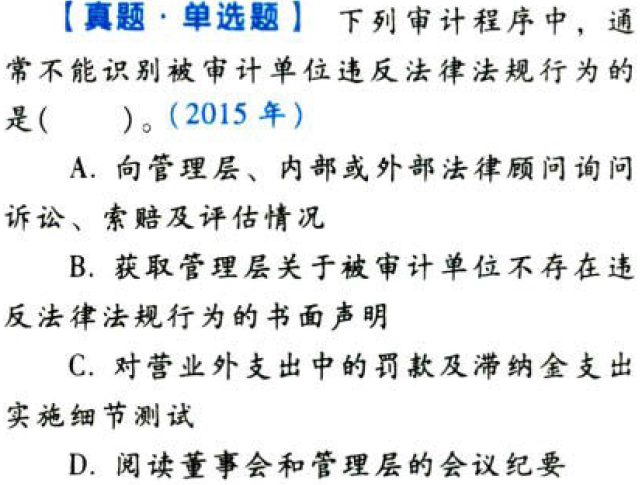 【真题·单选题】 下列审计程序中，通
常不能识别被审计单位违反法律法规行为的
是(　　)。(2015 年)
A. 向管理层、内部或外部法律顾问询问
诉讼、索赔及评估情况
B. 获取管理层关于被审计单位不存在违
反法律法规行为的书面声明
C. 对营业外支出中的罚款及滞纳金支出
实施细节测试
D. 阅读董事会和管理层的会议纪要